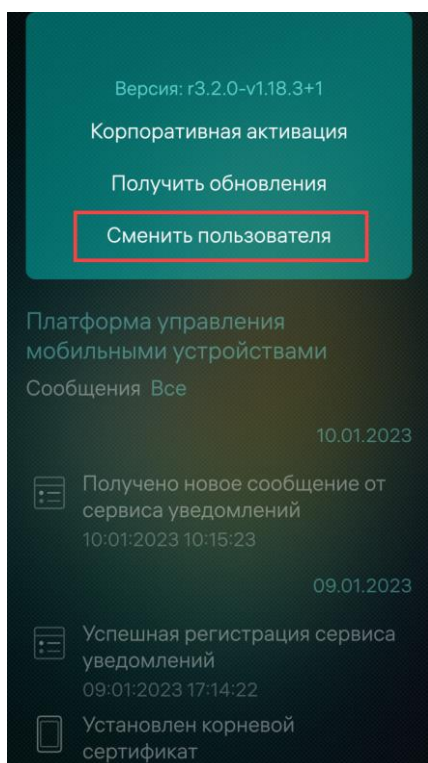 Версия: r3.2.0-v1.18.3+1
Корпоративная активация
Получить обновления
Сменить пользователя
Платформа управления
мобильными устройствами
Сообщения Все
10.01.2023
Получено новое сообщение от
сервиса уведомлений
10:01:2023 10:15:23
09.01.2023
Успешная регистрация сервиса
уведомлений
09:01:2023 17:14:22
Установлен корневой
сертификат